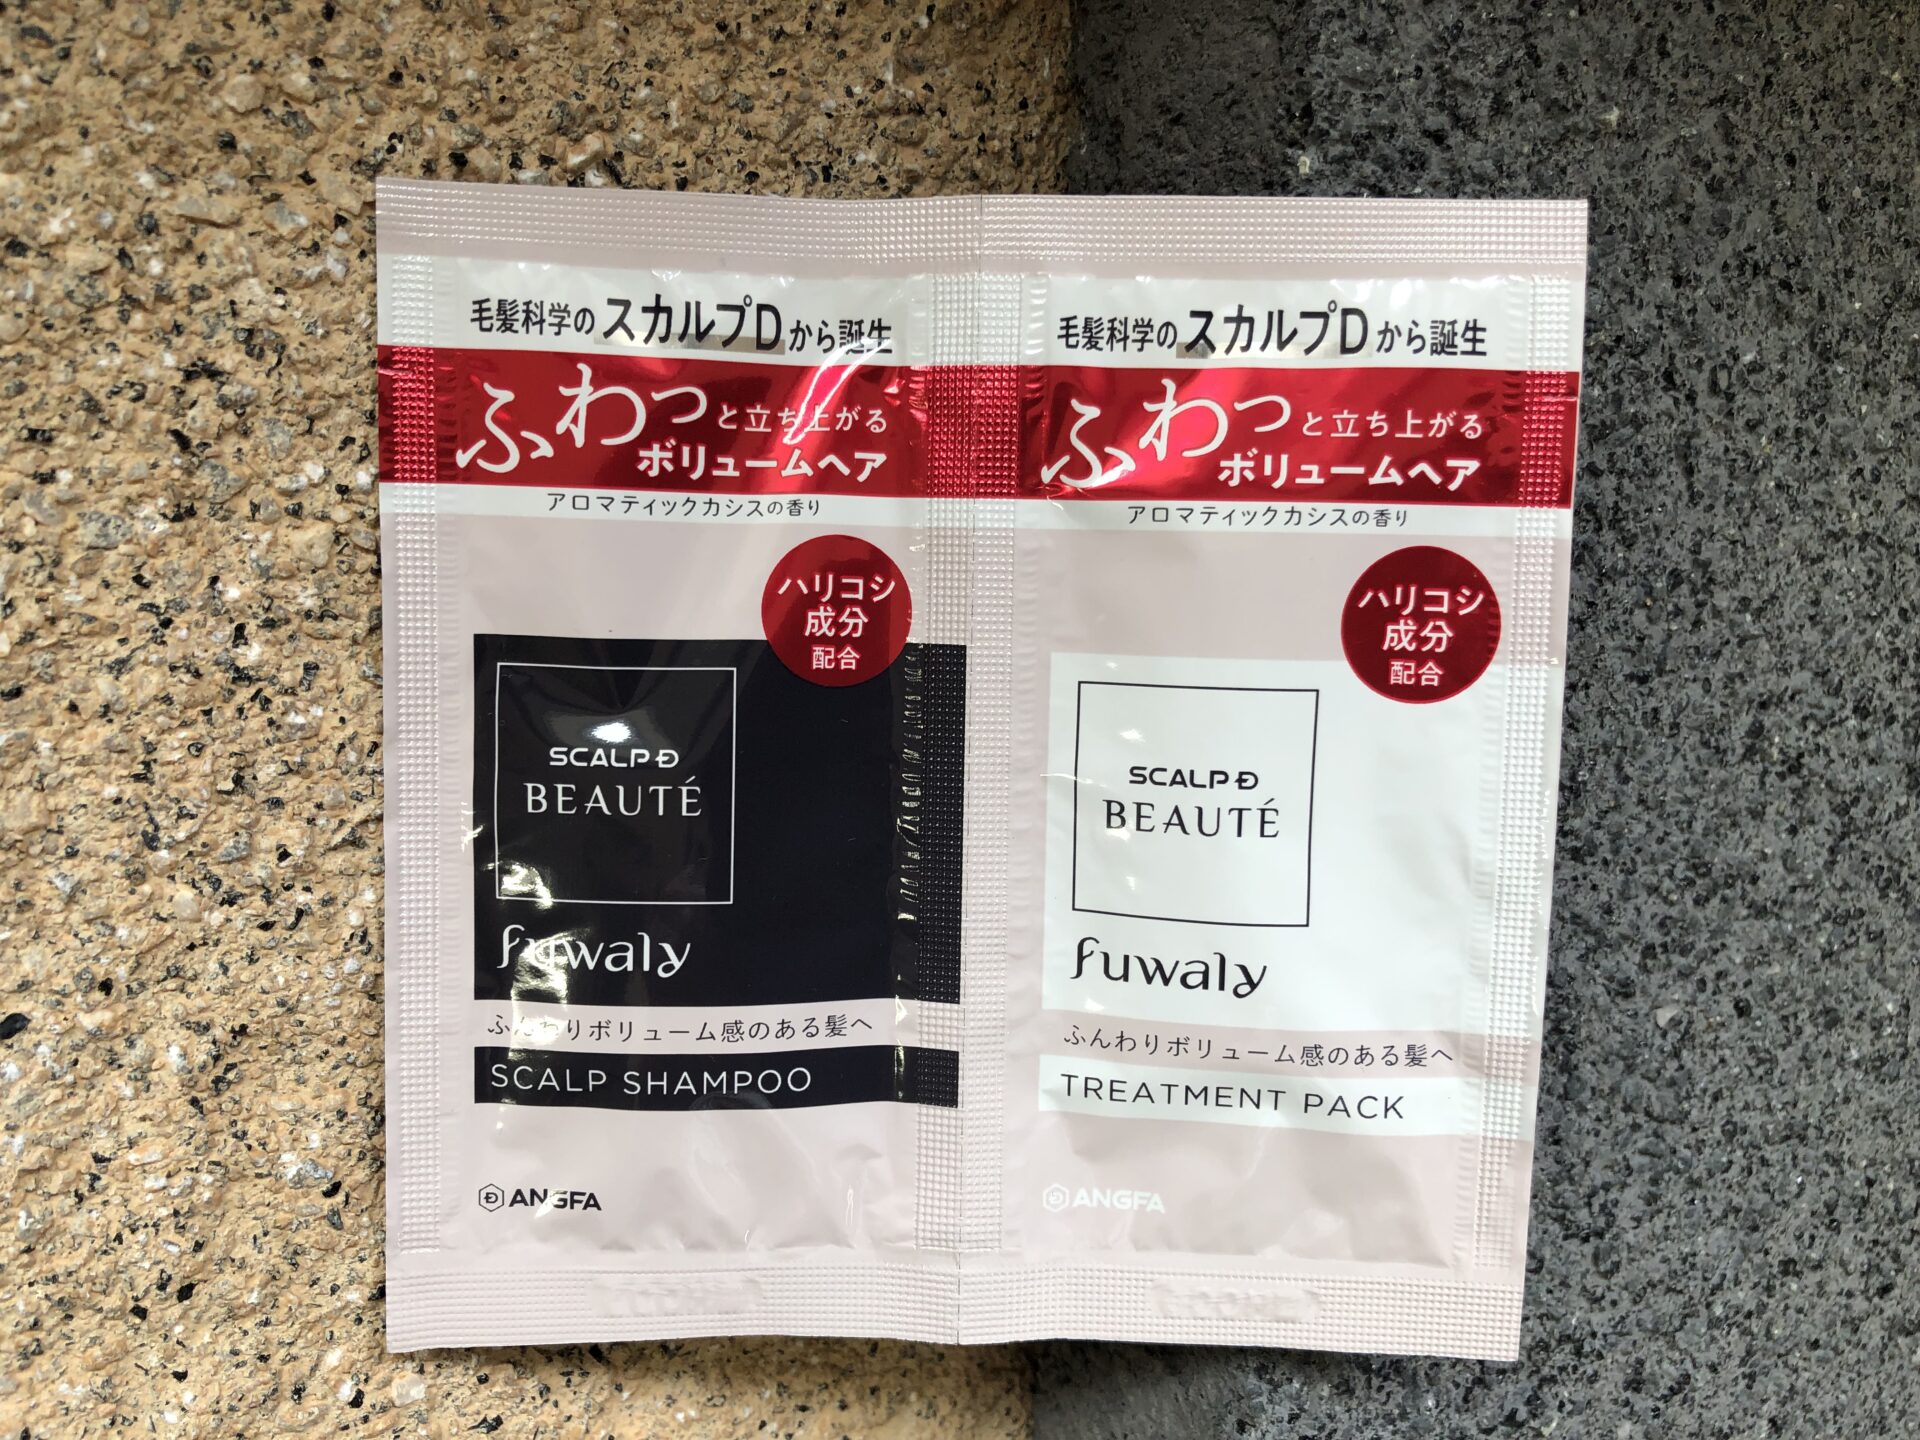 毛髪科学のスカルプDから誕生
ふわっと立ち上がる
ボリュームヘア
アロマティックカシスの香り
ハリコシ
成分
配合
SCALP D
BEAUTÉ
fuwaly
ふんわりボリューム感のある髪へ
SCALP SHAMPOO
ANGFA
毛髪科学のスカルプDから誕生
ふわっと立ち上がる
ボリュームヘア
アロマティックカシスの香り
ハリコシ
成分
配合
SCALP D
BEAUTÉ
fuwaly
ふんわりボリューム感のある髪へ
TREATMENT PACK
ANGFA